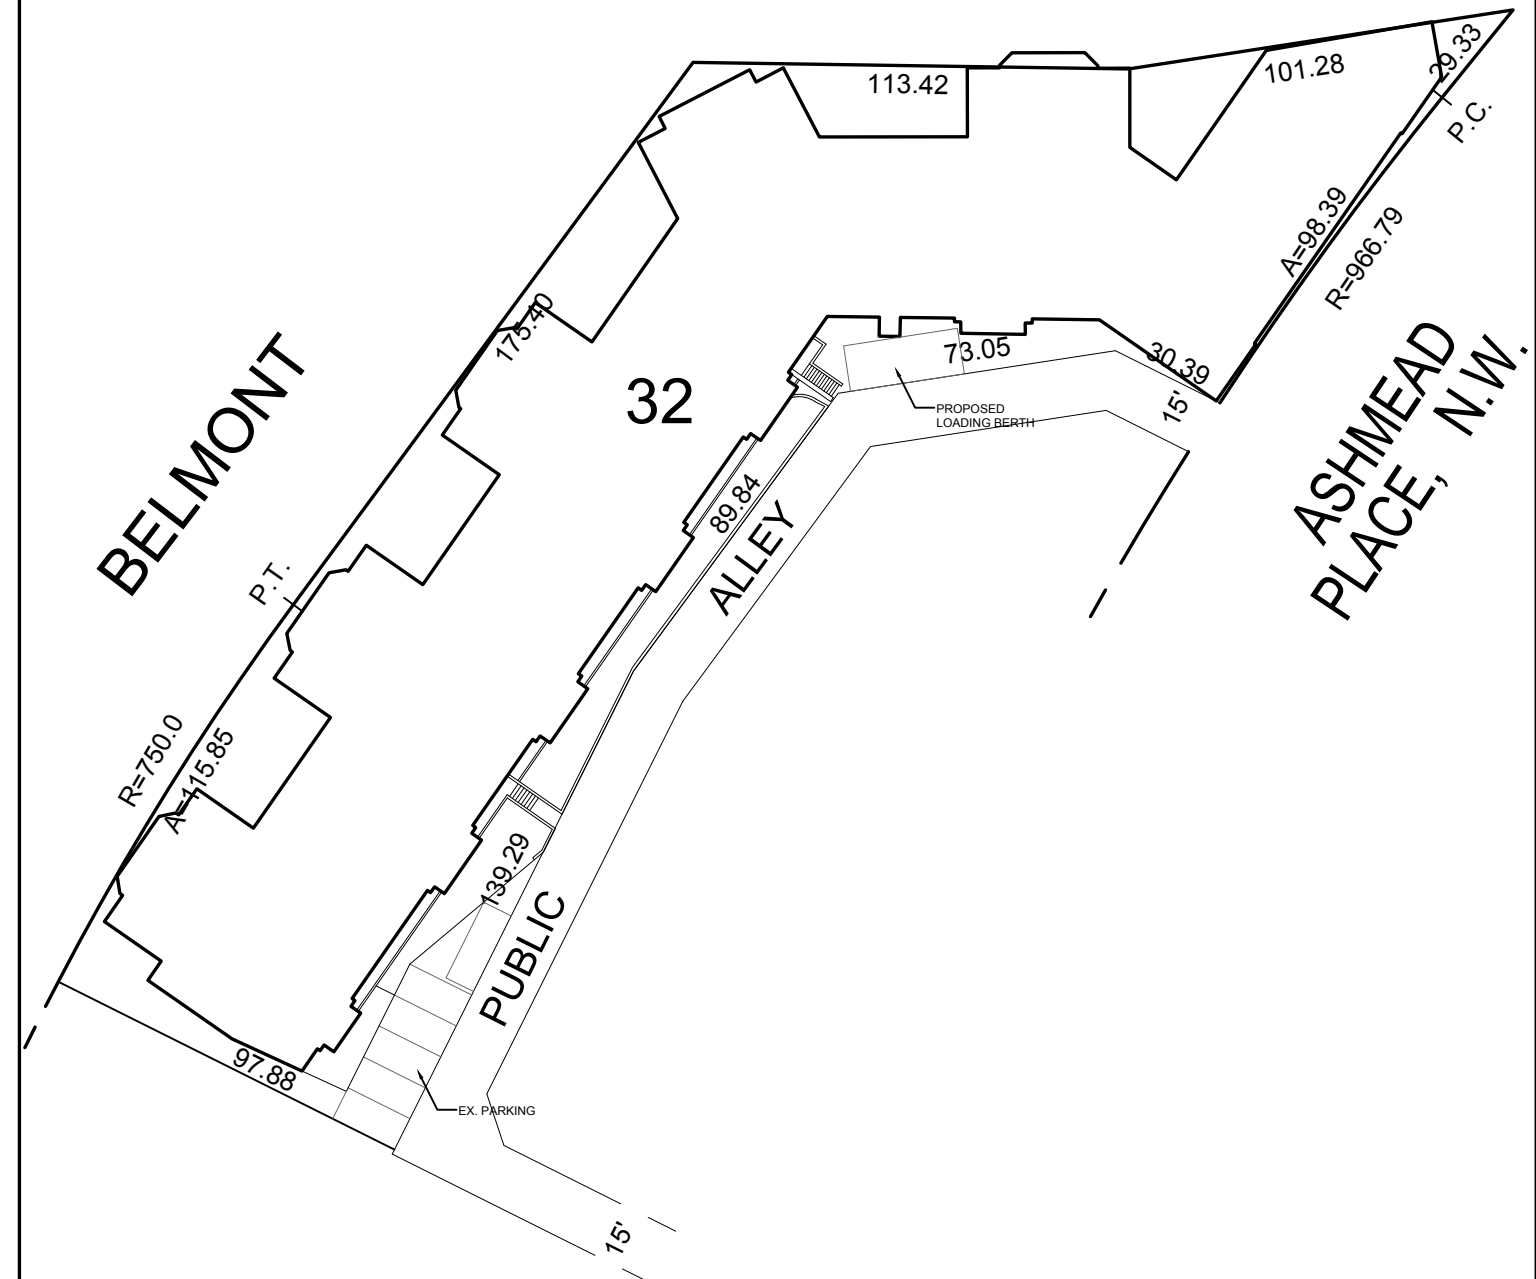 29.33
101.28
113.42
P.C.
A=98.39
R=966.79
175.40
73.05
30.39
15'
32
PROPOSED
LOADING BERTH
BELMONT
ASHMEAD
PLACE, N.W.
89.84
ALLEY
P.T.
R=750.0
A=115.85
139.29
PUBLIC
97.88
EX. PARKING
15'